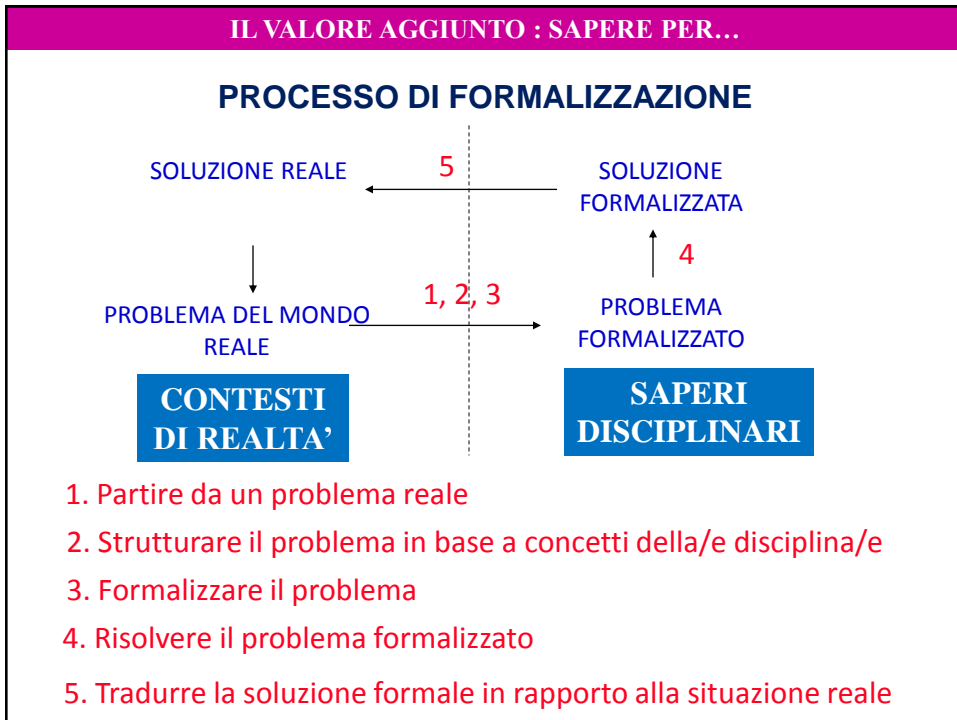 IL VALORE AGGIUNTO : SAPERE PER…
PROCESSO DI FORMALIZZAZIONE
SOLUZIONE REALE
5
SOLUZIONE
FORMALIZZATA
4
1, 2, 3
PROBLEMA DEL MONDO
REALE
PROBLEMA
FORMALIZZATO
CONTESTI
DI REALTA’
SAPERI
DISCIPLINARI
1. Partire da un problema reale
2. Strutturare il problema in base a concetti della/e disciplina/e
3. Formalizzare il problema
4. Risolvere il problema formalizzato
5. Tradurre la soluzione formale in rapporto alla situazione reale